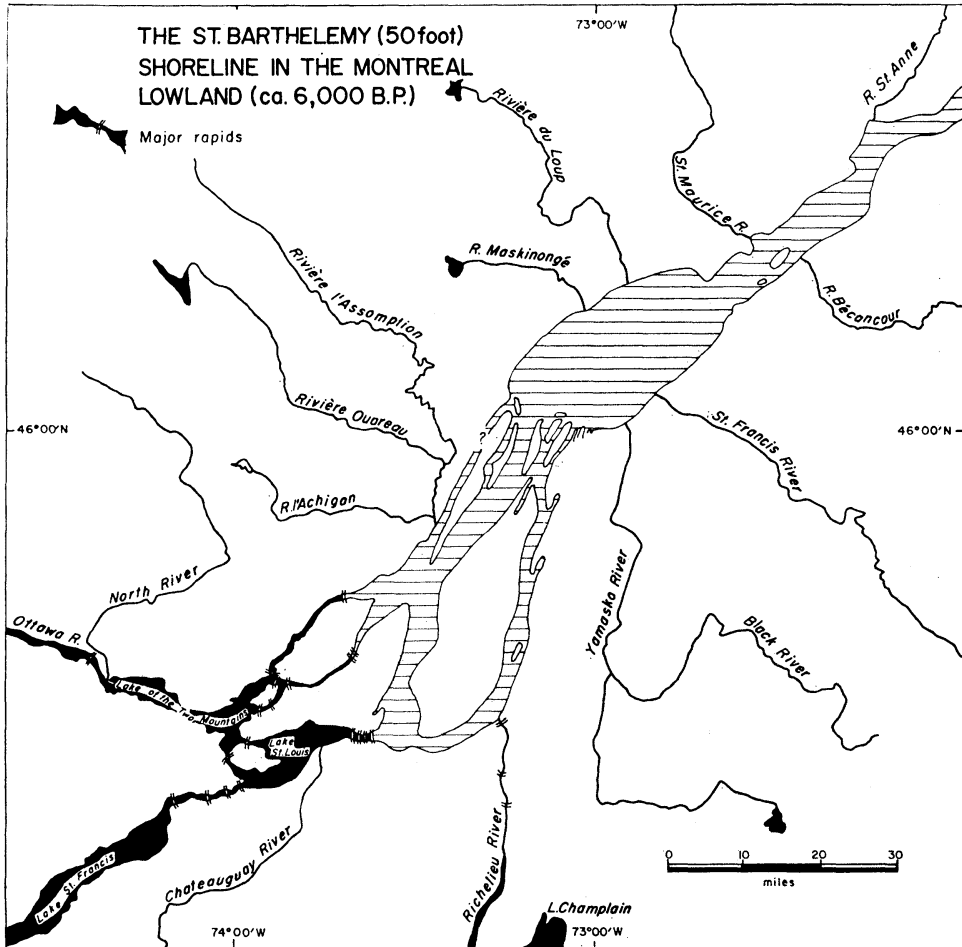 THE ST. BARTHELEMY (50 foot)
SHORELINE IN THE MONTREAL
LOWLAND (ca. 6,000 B.P.)
Major rapids
73°00'W
R. St. Anne
Rivière du Loup
St. Maurice R.
R. Maskinongé
Rivière l'Assomption
R. Bécancour
Rivière Ouareau
46°00'N
46°00'N
?
St. Francis River
R. l'Achigan
North River
Yamaska River
Ottawa R.
Black River
Lake of the Two Mountains
Lake
St. Louis
Lake St. Francis
Chateauguay River
Richelieu River
0 10 20 30
miles
L. Champlain
74°00'W
73°00'W